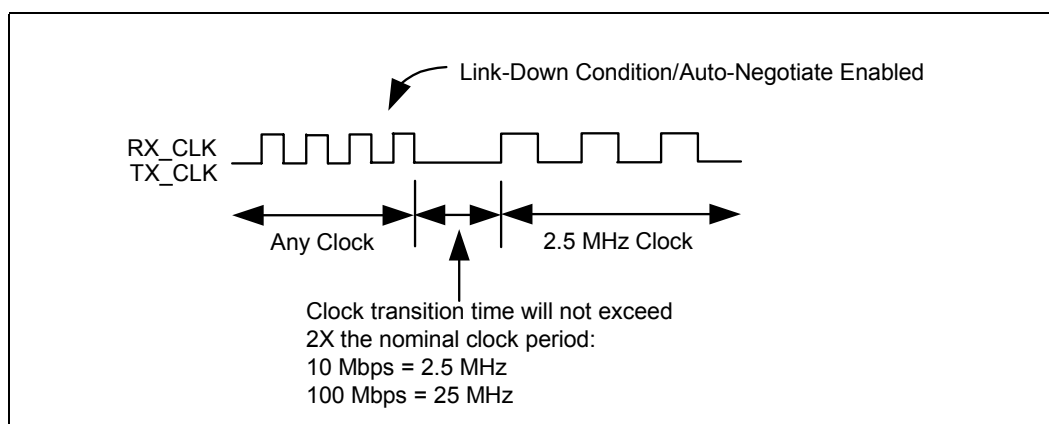 Link-Down Condition/Auto-Negotiate Enabled
RX_CLK
TX_CLK
Any Clock
2.5 MHz Clock
Clock transition time will not exceed
2X the nominal clock period:
10 Mbps = 2.5 MHz
100 Mbps = 25 MHz